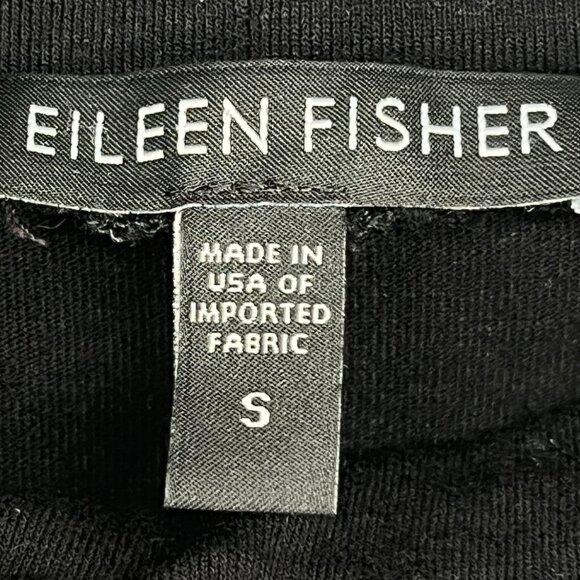 EILEEN FISHER
MADE IN
USA OF
IMPORTED
FABRIC
S